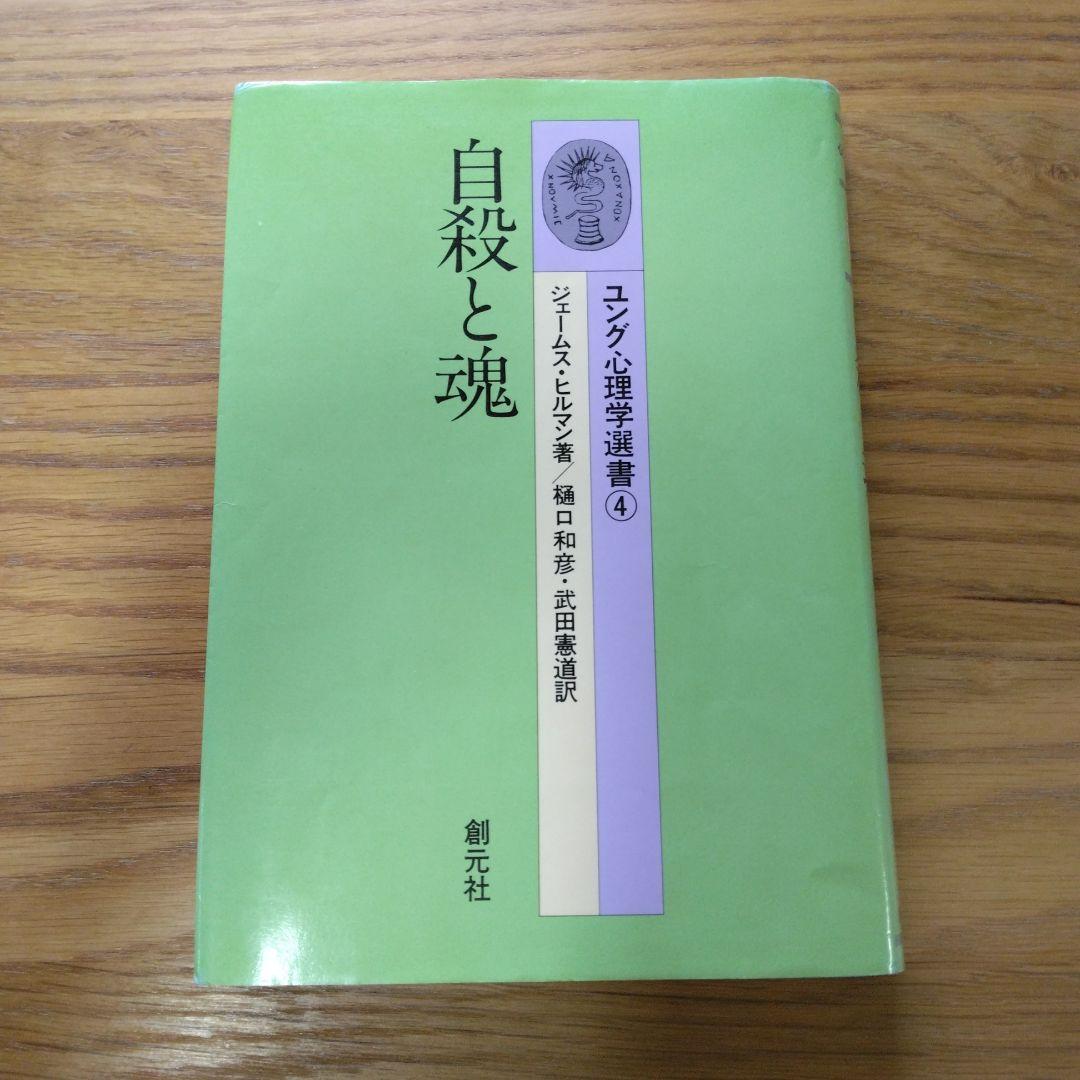 ユング心理学選書④
ジェームス・ヒルマン著／樋口和彦・武田憲道訳
自殺と魂
創元社